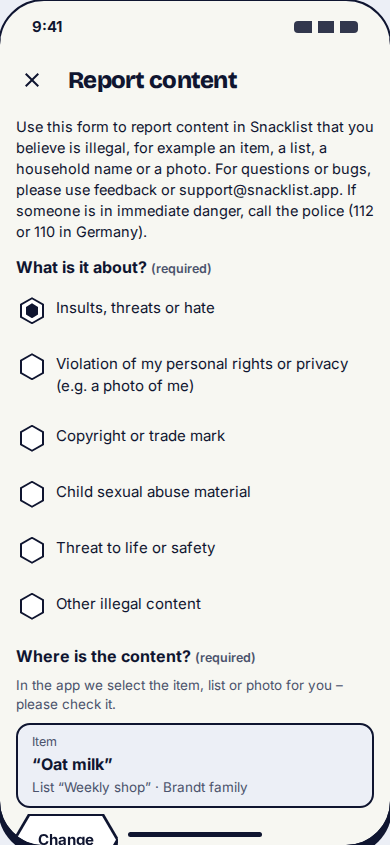 9:41
Report content
Use this form to report content in Snacklist that you
believe is illegal, for example an item, a list, a
household name or a photo. For questions or bugs,
please use feedback or support@snacklist.app. If
someone is in immediate danger, call the police (112
or 110 in Germany).
What is it about? (required)
Insults, threats or hate
Violation of my personal rights or privacy
(e.g. a photo of me)
Copyright or trade mark
Child sexual abuse material
Threat to life or safety
Other illegal content
Where is the content? (required)
In the app we select the item, list or photo for you –
please check it.
Item
“Oat milk”
List “Weekly shop” · Brandt family
Change